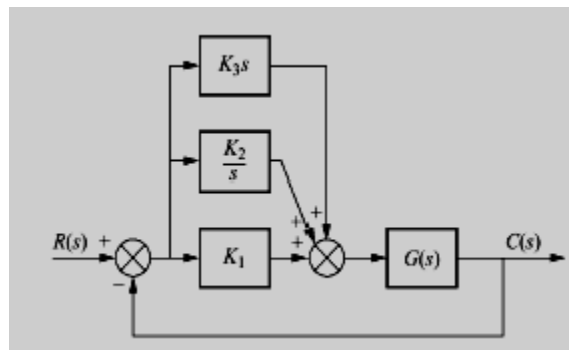 K₃s
K₂
s
+
+
R(s) + + C(s)
K₁ G(s)
−